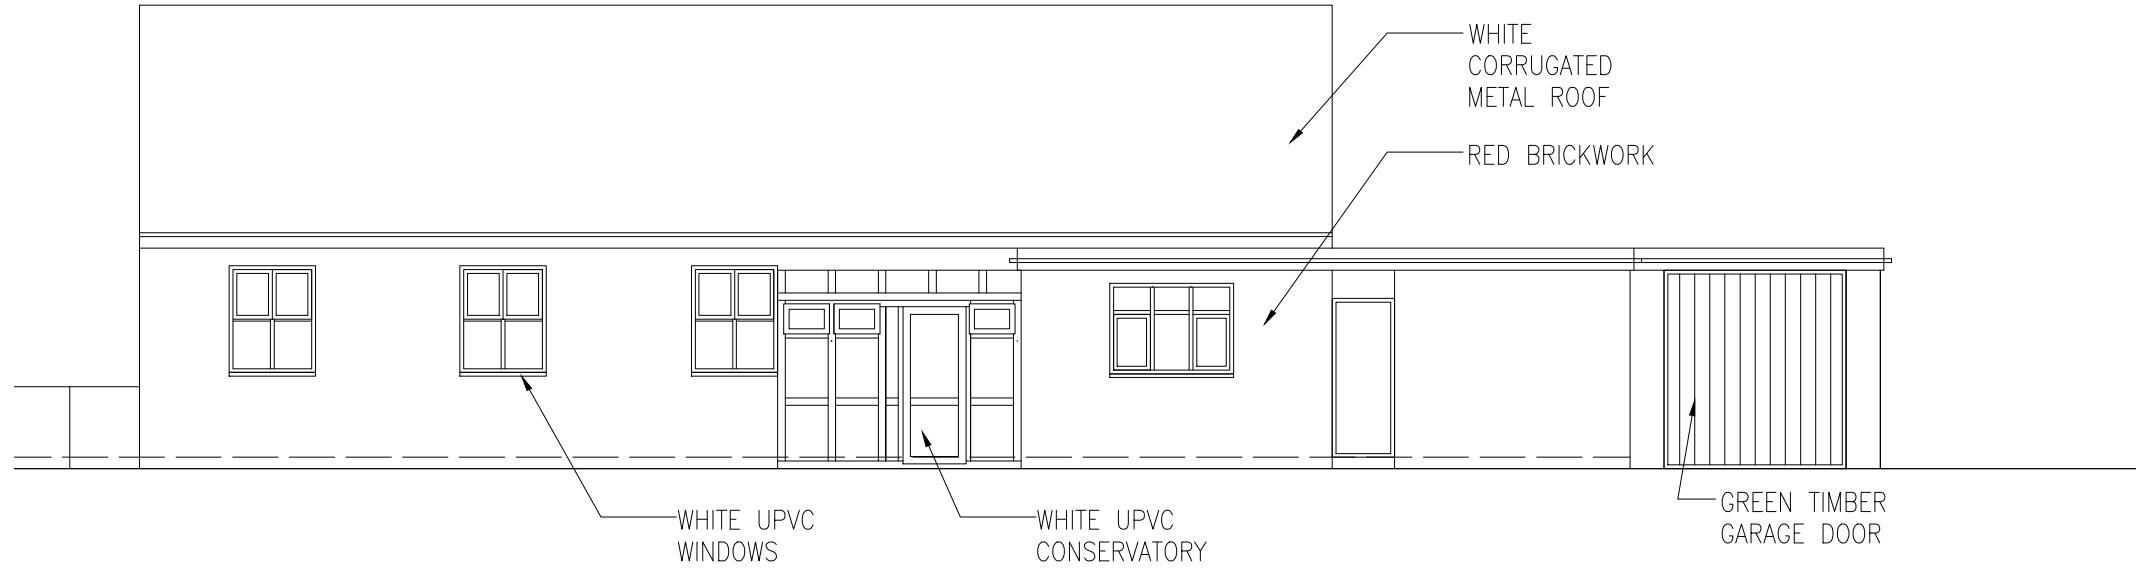 WHITE
CORRUGATED
METAL ROOF
RED BRICKWORK
WHITE UPVC
WINDOWS
WHITE UPVC
CONSERVATORY
GREEN TIMBER
GARAGE DOOR